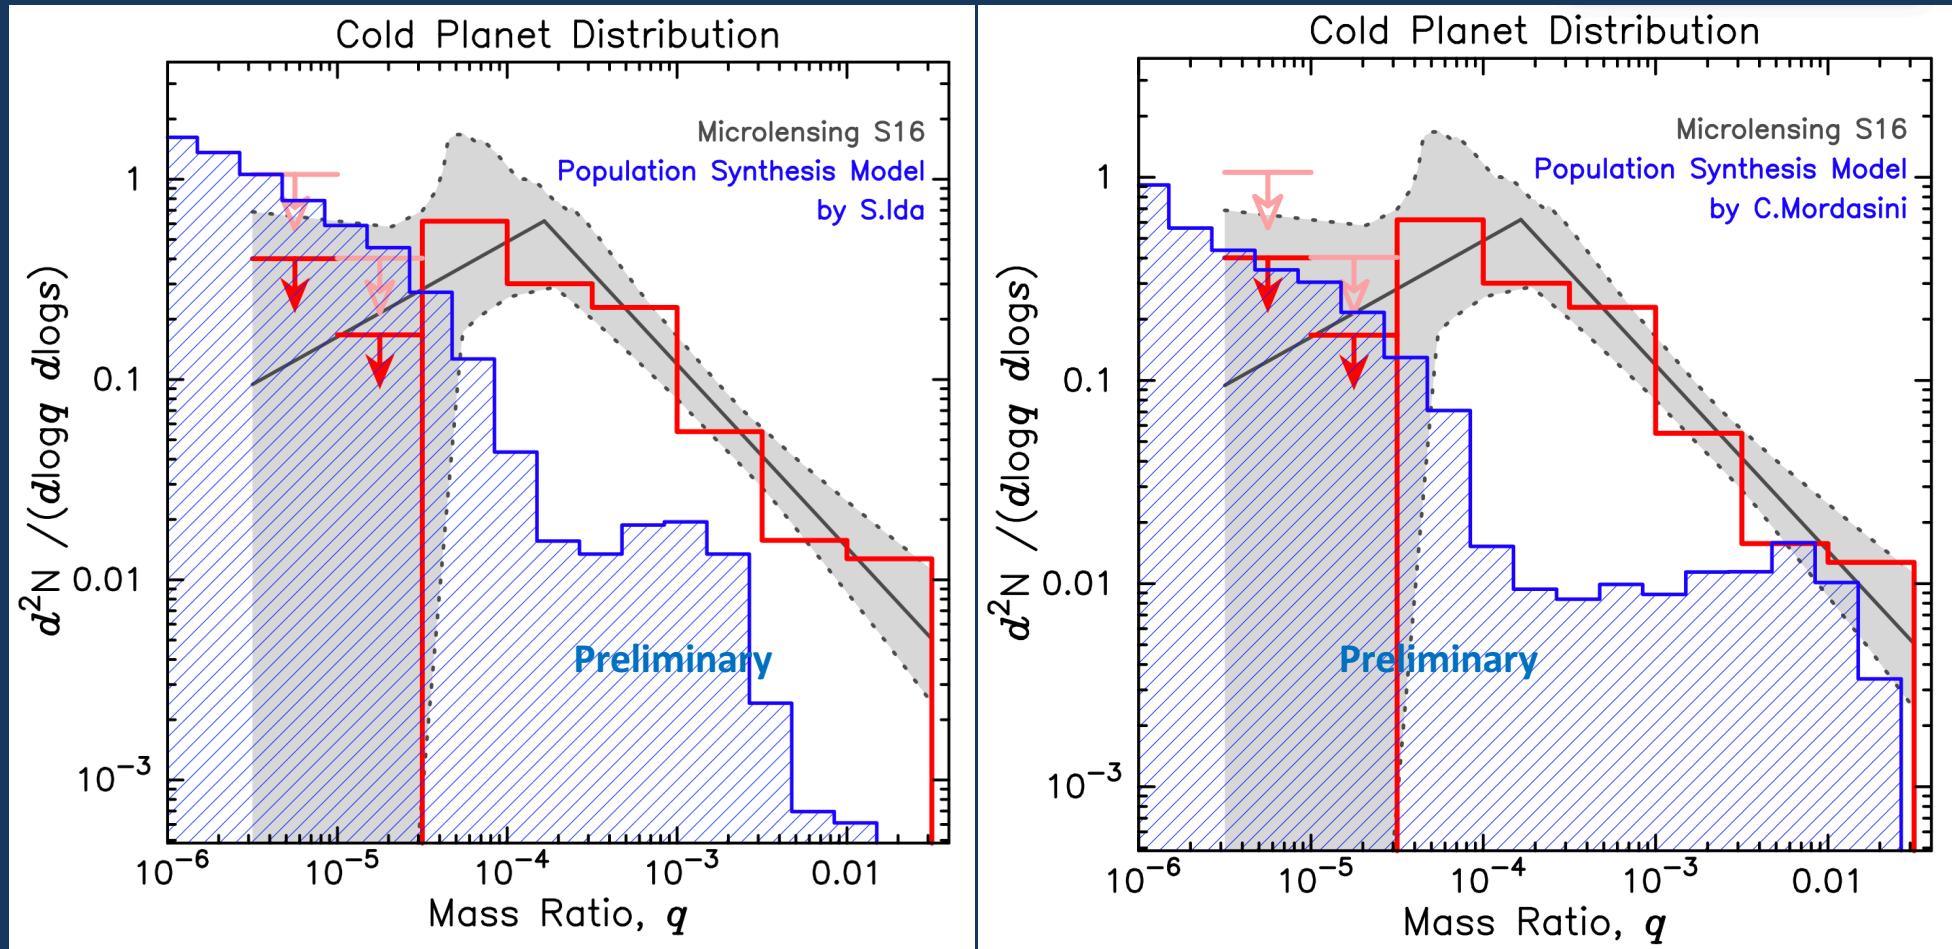 Cold Planet Distribution
Microlensing S16
Population Synthesis Model
by S.Ida
1
0.1
0.01
10⁻³
d²N /(dlogq dlogs)
Preliminary
10⁻⁶ 10⁻⁵ 10⁻⁴ 10⁻³ 0.01
Mass Ratio, q
Cold Planet Distribution
Microlensing S16
Population Synthesis Model
by C.Mordasini
1
0.1
0.01
10⁻³
d²N /(dlogq dlogs)
Preliminary
10⁻⁶ 10⁻⁵ 10⁻⁴ 10⁻³ 0.01
Mass Ratio, q